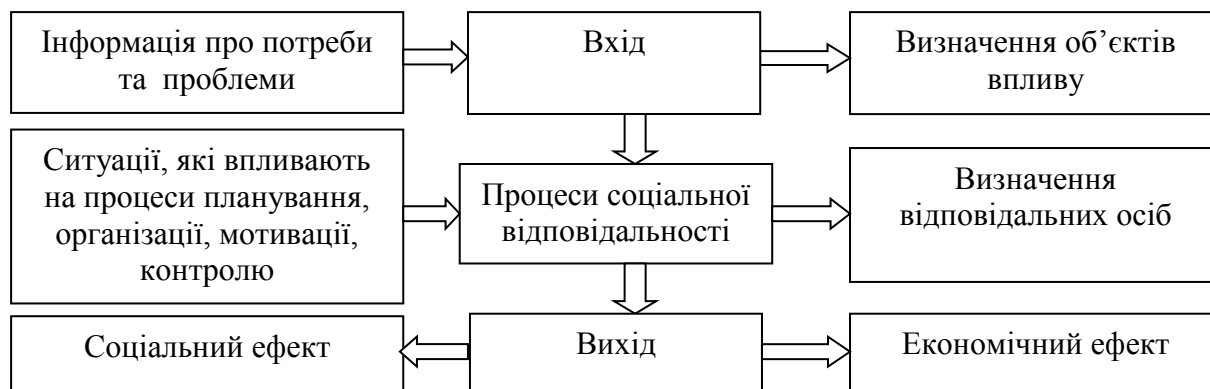 Інформація про потреби
та проблеми
Вхід
Визначення об’єктів
впливу
Ситуації, які впливають
на процеси планування,
організації, мотивації,
контролю
Процеси соціальної
відповідальності
Визначення
відповідальних осіб
Соціальний ефект
Вихід
Економічний ефект